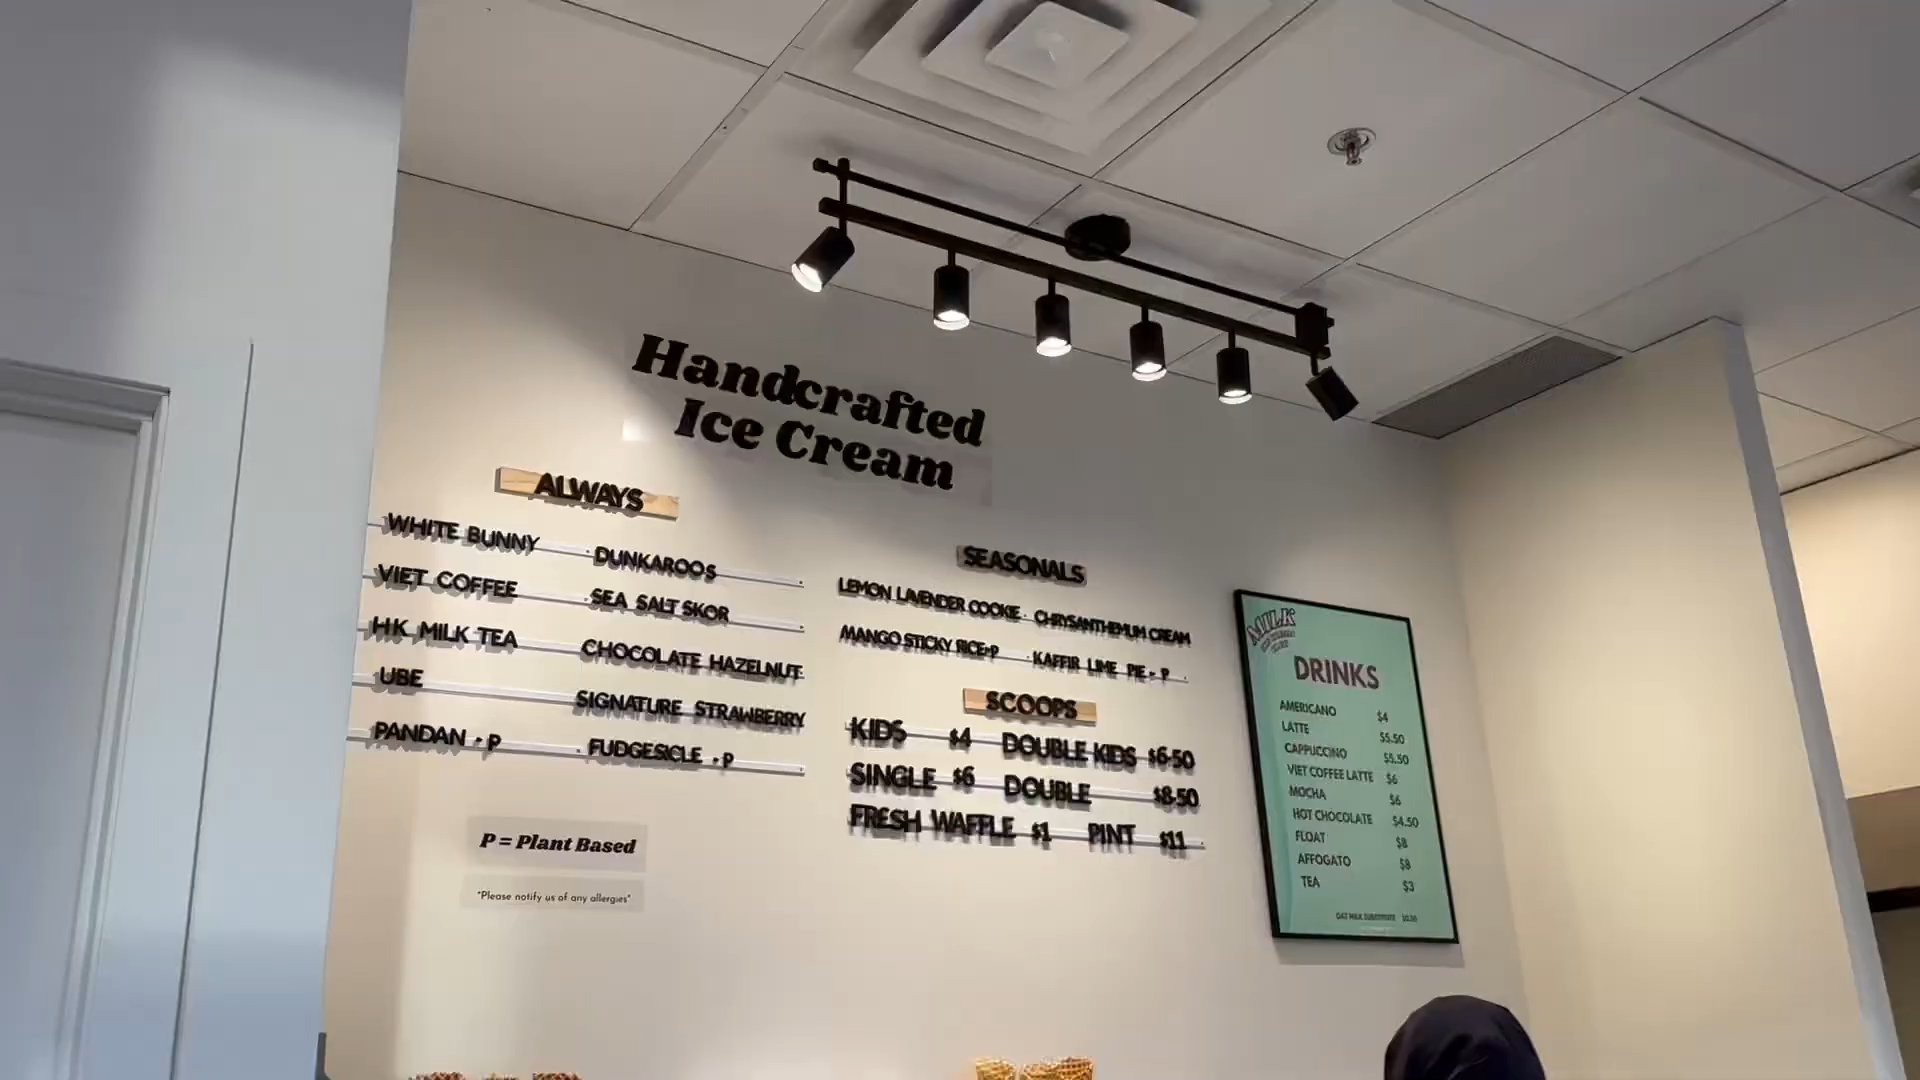 Handcrafted
Ice Cream
ALWAYS
WHITE BUNNY
DUNKAROOS
VIET COFFEE
SEA SALT SKOR
HK MILK TEA
CHOCOLATE HAZELNUT
UBE
SIGNATURE STRAWBERRY
PANDAN - P
FUDGESICLE - P
P = Plant Based
*Please notify us of any allergies*
SEASONALS
LEMON LAVENDER COOKIE
CHRYSANTHEMUM CREAM
MANGO STICKY RICE-P
KAFFIR LIME PIE - P
SCOOPS
KIDS $4 DOUBLE KIDS $6.50
SINGLE $6 DOUBLE $8.50
FRESH WAFFLE $1 PINT $11
MILK
DRINKS
AMERICANO $4
LATTE $5.50
CAPPUCCINO $5.50
VIET COFFEE LATTE $6
MOCHA $6
HOT CHOCOLATE $4.50
FLOAT $8
AFFOGATO $8
TEA $3
OAT MILK SUBSTITUTE